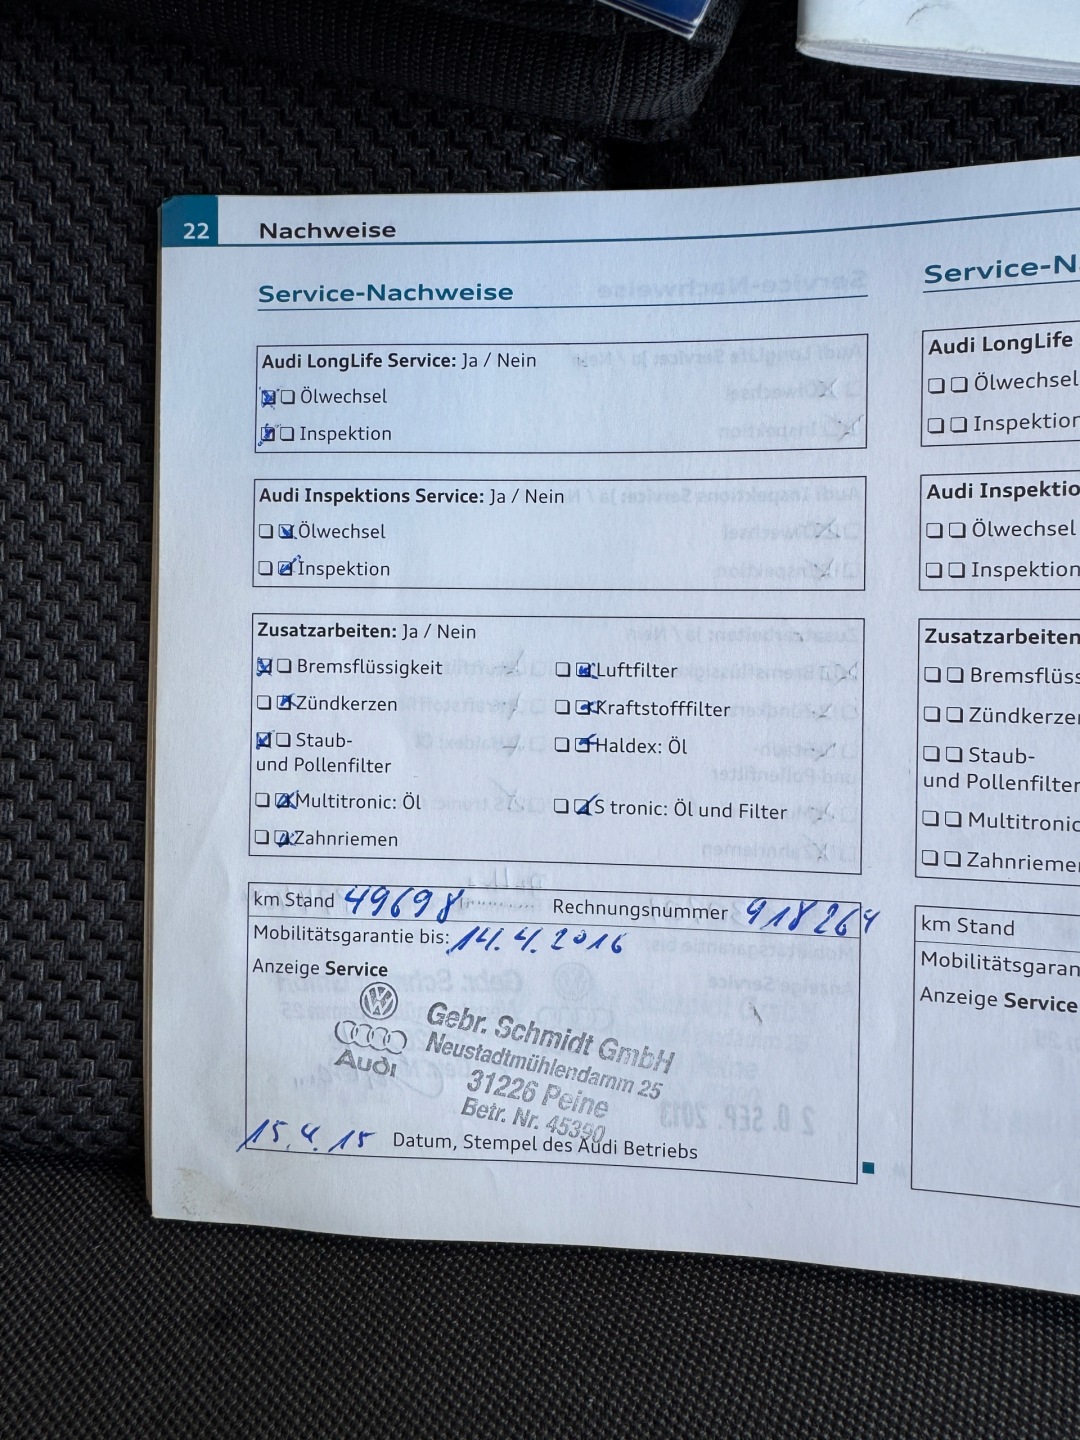 22 Nachweise
Service-Nachweise
Audi LongLife Service: Ja / Nein
Ölwechsel
Inspektion
Audi Inspektions Service: Ja / Nein
Ölwechsel
Inspektion
Zusatzarbeiten: Ja / Nein
Bremsflüssigkeit Luftfilter
Zündkerzen Kraftstofffilter
Staub- Haldex: Öl
und Pollenfilter
Multitronic: Öl S tronic: Öl und Filter
Zahnriemen
km Stand 49698 Rechnungsnummer 918264
Mobilitätsgarantie bis: 14.4.2016
Anzeige Service
Audi
Gebr. Schmidt GmbH
Neustadtmühlendamm 25
31226 Peine
Betr. Nr. 45390
15.4.15 Datum, Stempel des Audi Betriebs
Service-N
Audi LongLife
Ölwechsel
Inspektion
Audi Inspektio
Ölwechsel
Inspektion
Zusatzarbeiten
Bremsflüss
Zündkerzer
Staub-
und Pollenfilter
Multitronic
Zahnriemen
km Stand
Mobilitätsgaran
Anzeige Service